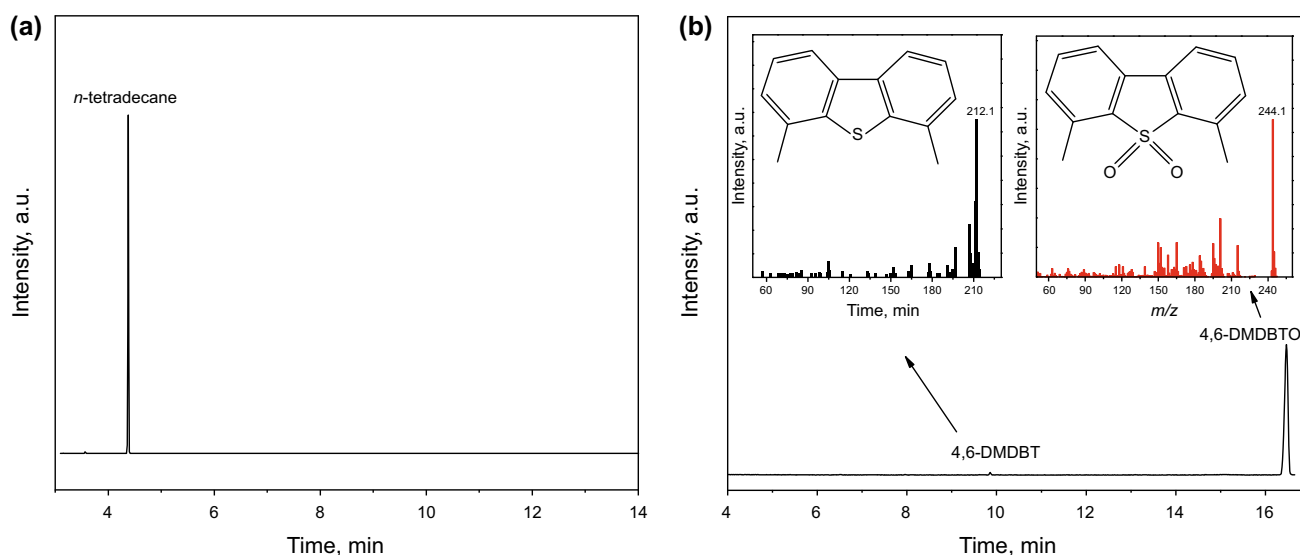 (a)
n-tetradecane
Intensity, a.u.
4
6
8
10
12
14
Time, min
(b)
Intensity, a.u.
S
212.1
Intensity, a.u.
60
90
120
150
180
210
Time, min
S
O
O
244.1
Intensity, a.u.
60
90
120
150
180
210
240
m/z
4,6-DMDBTO
4,6-DMDBT
4
6
8
10
12
14
16
Time, min